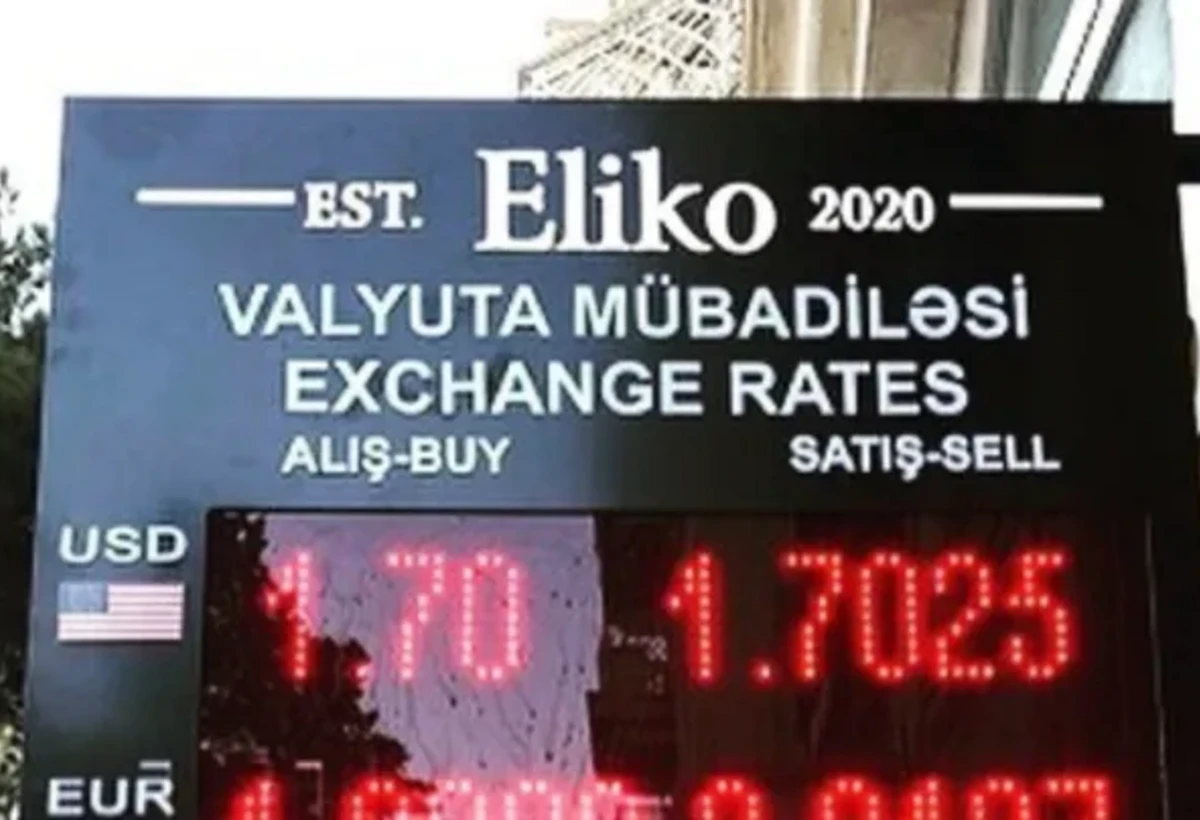 EST. Eliko 2020
VALYUTA MÜBADİLƏSİ
EXCHANGE RATES
ALIŞ-BUY SATIŞ-SELL
USD 1.70 1.7025
EUR